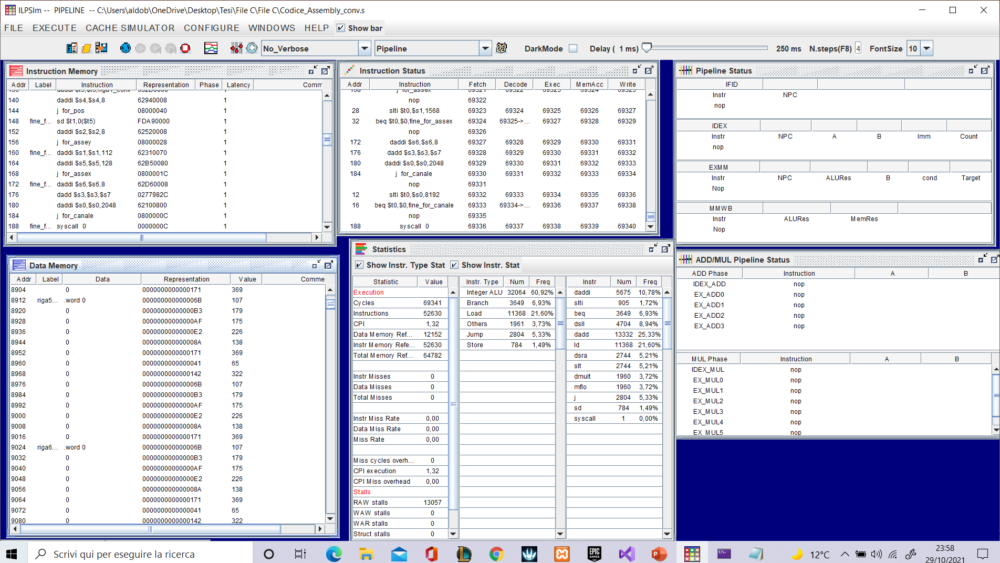 ILPSIm -- PIPELINE -- C:\Users\aldob\OneDrive\Desktop\Tesi\File C\File C\Codice_Assembly_conv.s
FILE EXECUTE CACHE SIMULATOR CONFIGURE WINDOWS HELP Show bar
No_Verbose Pipeline DarkMode Delay ( 1 ms) 250 ms N.steps(F8) 4 FontSize 10
Instruction Memory
Addr Label Instruction Representation Phase Latency Comm
140 daddi $s4,$s4,8 62940008 1
144 j for_pos 08000040 1
148 fine_f... sd $t1,0($t5) FDA90000 1
152 daddi $s2,$s2,8 62520008 1
156 j for_assey 08000028 1
160 fine_f... daddi $s1,$s1,112 62310070 1
164 daddi $s5,$s5,128 62B50080 1
168 j for_assex 0800001C 1
172 fine_f... daddi $s6,$s6,8 62D60008 1
176 dadd $s3,$s3,$s7 0277982C 1
180 daddi $s0,$s0,2048 62100800 1
184 j for_canale 0800000C 1
188 fine_f... syscall 0 0000000C 1
Instruction Status
Addr Instruction Fetch Decode Exec MemAcc Write
168 j for_assex 69321 69322 69323 69324 69325
nop 69322
28 slti $t0,$s1,1568 69323 69324 69325 69326 69327
32 beq $t0,$0,fine_for_assex 69324 69325->... 69327 69328 69329
nop 69326
172 daddi $s6,$s6,8 69327 69328 69329 69330 69331
176 dadd $s3,$s3,$s7 69328 69329 69330 69331 69332
180 daddi $s0,$s0,2048 69329 69330 69331 69332 69333
184 j for_canale 69330 69331 69332 69333 69334
nop 69331
12 slti $t0,$s0,8192 69332 69333 69334 69335 69336
16 beq $t0,$0,fine_for_canale 69333 69334->... 69336 69337 69338
nop 69335
188 syscall 0 69336 69337 69338 69339 69340
Pipeline Status
IFID
Instr NPC
nop
IDEX
Instr NPC A B Imm Count
nop
EXMM
Instr NPC ALURes B cond Target
Nop
MMWB
Instr ALURes MemRes
Nop
Data Memory
Addr Label Data Representation Value Comme
8904 0 0000000000000171 369
8912 riga5... .word 0 000000000000006B 107
8920 0 00000000000000B3 179
8928 0 00000000000000AF 175
8936 0 00000000000000E2 226
8944 0 000000000000008A 138
8952 0 0000000000000171 369
8960 0 0000000000000041 65
8968 0 0000000000000142 322
8976 0 000000000000006B 107
8984 0 00000000000000B3 179
8992 0 00000000000000AF 175
9000 0 00000000000000E2 226
9008 0 000000000000008A 138
9016 0 0000000000000171 369
9024 riga6... .word 0 000000000000006B 107
9032 0 00000000000000B3 179
9040 0 00000000000000AF 175
9048 0 00000000000000E2 226
9056 0 000000000000008A 138
9064 0 0000000000000171 369
9072 0 0000000000000041 65
9080 0 0000000000000142 322
Statistics
Show Instr. Type Stat Show Instr. Stat
Statistic Value
Execution
Cycles 69341
Instructions 52630
CPI 1,32
Data Memory Ref... 12152
Instr Memory Refe... 52630
Total Memory Ref... 64782
Instr Misses 0
Data Misses 0
Total Misses 0
Instr Miss Rate 0,00
Data Miss Rate 0,00
Miss Rate 0,00
Miss cycles overh... 0
CPI execution 1,32
CPI Miss overhead 0,00
Stalls
RAW stalls 13057
WAW stalls 0
WAR stalls 0
Struct stalls 0
Instr. Type Num Freq
Integer ALU 32064 60,92%
Branch 3649 6,93%
Load 11368 21,60%
Others 1961 3,73%
Jump 2804 5,33%
Store 784 1,49%
Instr Num Freq
daddi 5675 10,78%
slti 905 1,72%
beq 3649 6,93%
dsll 4704 8,94%
dadd 13332 25,33%
ld 11368 21,60%
dsra 2744 5,21%
slt 2744 5,21%
dmult 1960 3,72%
mflo 1960 3,72%
j 2804 5,33%
sd 784 1,49%
syscall 1 0,00%
ADD/MUL Pipeline Status
ADD Phase Instruction A B
IDEX_ADD nop
EX_ADD0 nop
EX_ADD1 nop
EX_ADD2 nop
EX_ADD3 nop
MUL Phase Instruction A B
IDEX_MUL nop
EX_MUL0 nop
EX_MUL1 nop
EX_MUL2 nop
EX_MUL3 nop
EX_MUL4 nop
EX_MUL5 nop
Scrivi qui per eseguire la ricerca
EPIC GAMES
12°C
23:58
29/10/2021